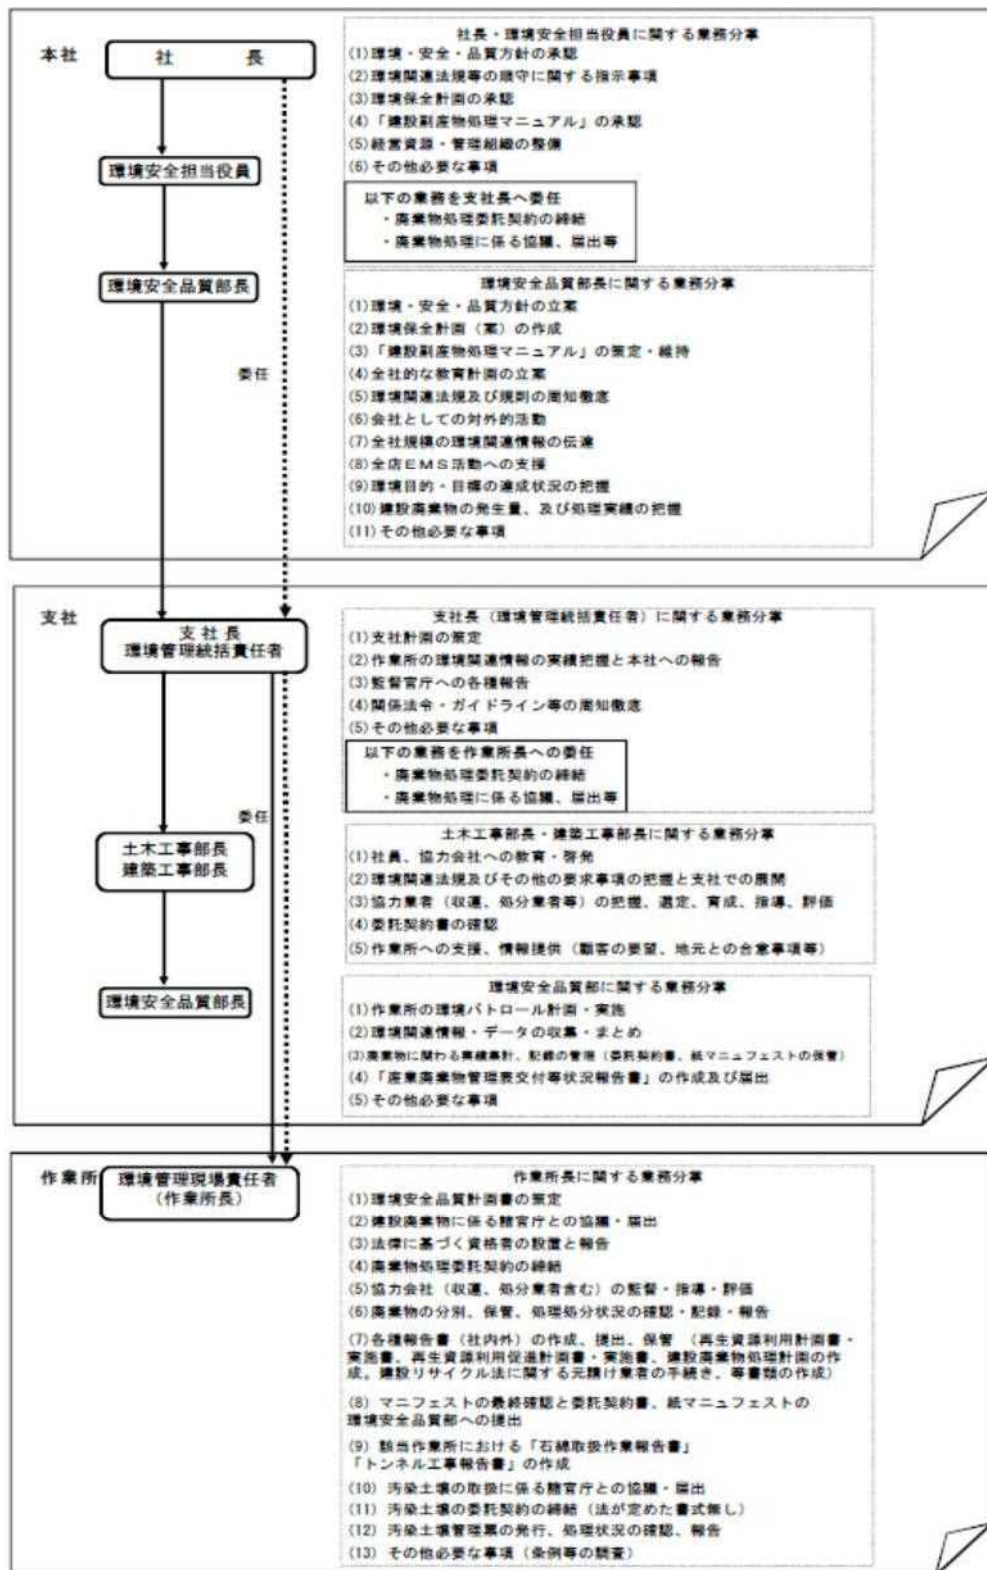 本社
社　　　長
環境安全担当役員
環境安全品質部長
委任
社長・環境安全担当役員に関する業務分掌
(1)環境・安全・品質方針の承認
(2)環境関連法規等の順守に関する指示事項
(3)環境保全計画の承認
(4)「建設副産物処理マニュアル」の承認
(5)経営資源・管理組織の整備
(6)その他必要な事項
以下の業務を支社長へ委任
・廃棄物処理委託契約の締結
・廃棄物処理に係る協議、届出等
環境安全品質部長に関する業務分掌
(1)環境・安全・品質方針の立案
(2)環境保全計画（案）の作成
(3)「建設副産物処理マニュアル」の策定・維持
(4)全社的な教育計画の立案
(5)環境関連法規及び規則の周知徹底
(6)会社としての対外的活動
(7)全社規模の環境関連情報の伝達
(8)全店ＥＭＳ活動への支援
(9)環境目的・目標の達成状況の把握
(10)建設廃棄物の発生量、及び処理実績の把握
(11)その他必要な事項
支社
支社長
環境管理統括責任者
委任
土木工事部長
建築工事部長
環境安全品質部長
支社長（環境管理統括責任者）に関する業務分掌
(1)支社計画の策定
(2)作業所の環境関連情報の実績把握と本社への報告
(3)監督官庁への各種報告
(4)関係法令・ガイドライン等の周知徹底
(5)その他必要な事項
以下の業務を作業所長への委任
・廃棄物処理委託契約の締結
・廃棄物処理に係る協議、届出等
土木工事部長・建築工事部長に関する業務分掌
(1)社員、協力会社への教育・啓発
(2)環境関連法規及びその他の要求事項の把握と支社での展開
(3)協力業者（収運、処分業者等）の把握、選定、育成、指導、評価
(4)委託契約書の確認
(5)作業所への支援、情報提供（顧客の要望、地元との合意事項等）
環境安全品質部に関する業務分掌
(1)作業所の環境パトロール計画・実施
(2)環境関連情報・データの収集・まとめ
(3)廃棄物に関わる実績集計、記録の管理（委託契約書、紙マニュフェストの保管）
(4)「産業廃棄物管理表交付等状況報告書」の作成及び届出
(5)その他必要な事項
作業所
環境管理現場責任者
（作業所長）
作業所長に関する業務分掌
(1)環境安全品質計画書の策定
(2)建設廃棄物に係る諸官庁との協議・届出
(3)法律に基づく資格者の設置と報告
(4)廃棄物処理委託契約の締結
(5)協力会社（収運、処分業者含む）の監督・指導・評価
(6)廃棄物の分別、保管、処理処分状況の確認・記録・報告
(7)各種報告書（社内外）の作成、提出、保管　（再生資源利用計画書・
実施書、再生資源利用促進計画書・実施書、建設廃棄物処理計画の作
成。建設リサイクル法に関する元請け業者の手続き、等書類の作成）
(8) マニフェストの最終確認と委託契約書、紙マニュフェストの
環境安全品質部への提出
(9) 該当作業所における「石綿取扱作業報告書」
「トンネル工事報告書」の作成
(10) 汚染土壌の取扱に係る諸官庁との協議・届出
(11) 汚染土壌の委託契約の締結（法が定めた書式無し）
(12) 汚染土壌管理票の発行、処理状況の確認、報告
(13) その他必要な事項（条例等の調査）